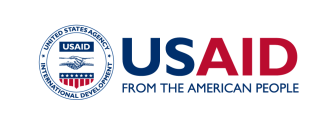 UNITED STATES AGENCY
USAID
INTERNATIONAL DEVELOPMENT
USAID
FROM THE AMERICAN PEOPLE